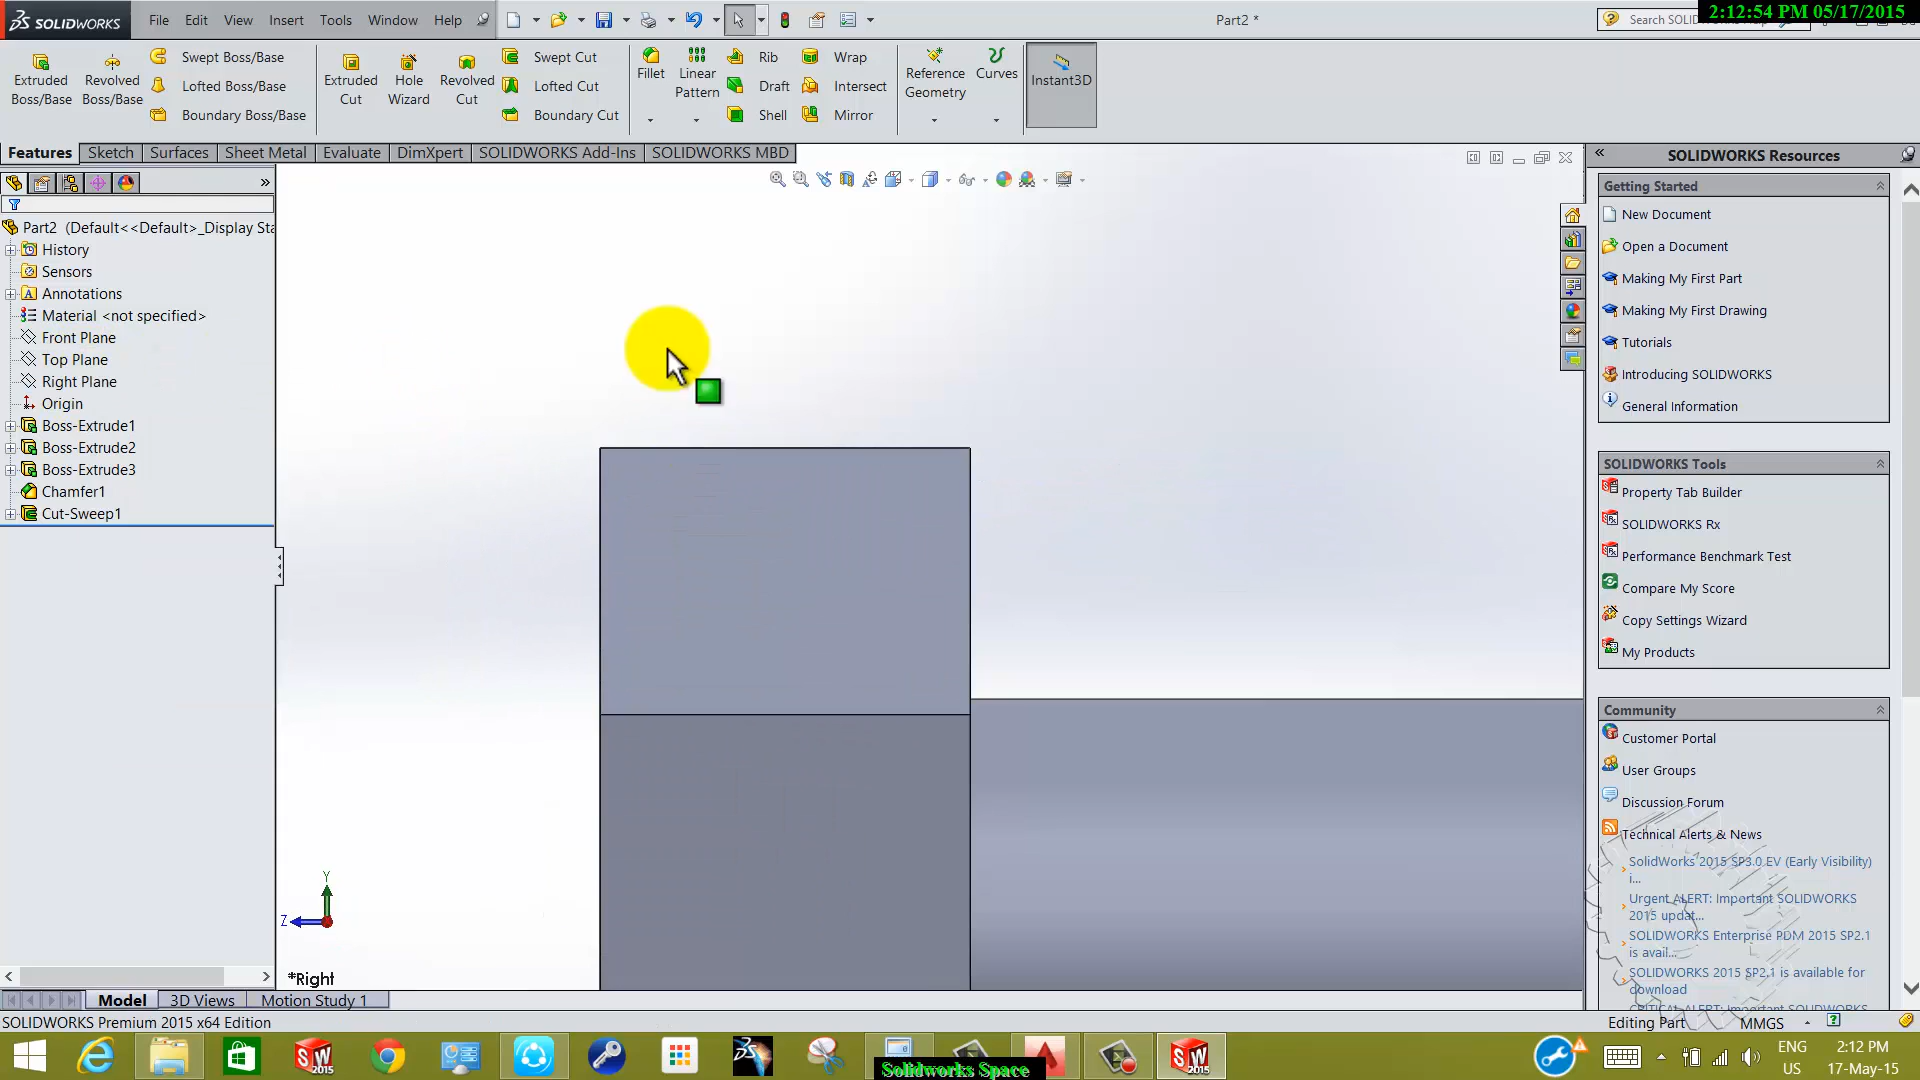 SOLIDWORKS File Edit View Insert Tools Window Help Part2 * Search SOLID 2:12:54 PM 05/17/2015
Extruded Boss/Base
Revolved Boss/Base
Swept Boss/Base
Lofted Boss/Base
Boundary Boss/Base
Extruded Cut
Hole Wizard
Revolved Cut
Swept Cut
Lofted Cut
Boundary Cut
Fillet
Linear Pattern
Rib
Draft
Shell
Wrap
Intersect
Mirror
Reference Geometry
Curves
Instant3D
Features Sketch Surfaces Sheet Metal Evaluate DimXpert SOLIDWORKS Add-Ins SOLIDWORKS MBD
Part2 (Default<<Default>_Display Sta
History
Sensors
Annotations
Material <not specified>
Front Plane
Top Plane
Right Plane
Origin
Boss-Extrude1
Boss-Extrude2
Boss-Extrude3
Chamfer1
Cut-Sweep1
Y
Z
*Right
SOLIDWORKS Resources
Getting Started
New Document
Open a Document
Making My First Part
Making My First Drawing
Tutorials
Introducing SOLIDWORKS
General Information
SOLIDWORKS Tools
Property Tab Builder
SOLIDWORKS Rx
Performance Benchmark Test
Compare My Score
Copy Settings Wizard
My Products
Community
Customer Portal
User Groups
Discussion Forum
Technical Alerts & News
SolidWorks 2015 SP3.0 EV (Early Visibility)
i...
Urgent ALERT: Important SOLIDWORKS
2015 updat...
SOLIDWORKS Enterprise PDM 2015 SP2.1
is avail...
SOLIDWORKS 2015 SP2.1 is available for
download
CRITICAL ALERT: Important SOLIDWORKS
Model 3D Views Motion Study 1
SOLIDWORKS Premium 2015 x64 Edition Editing Part MMGS
SW 2015
Solidworks Space
SW 2015
ENG US
2:12 PM
17-May-15